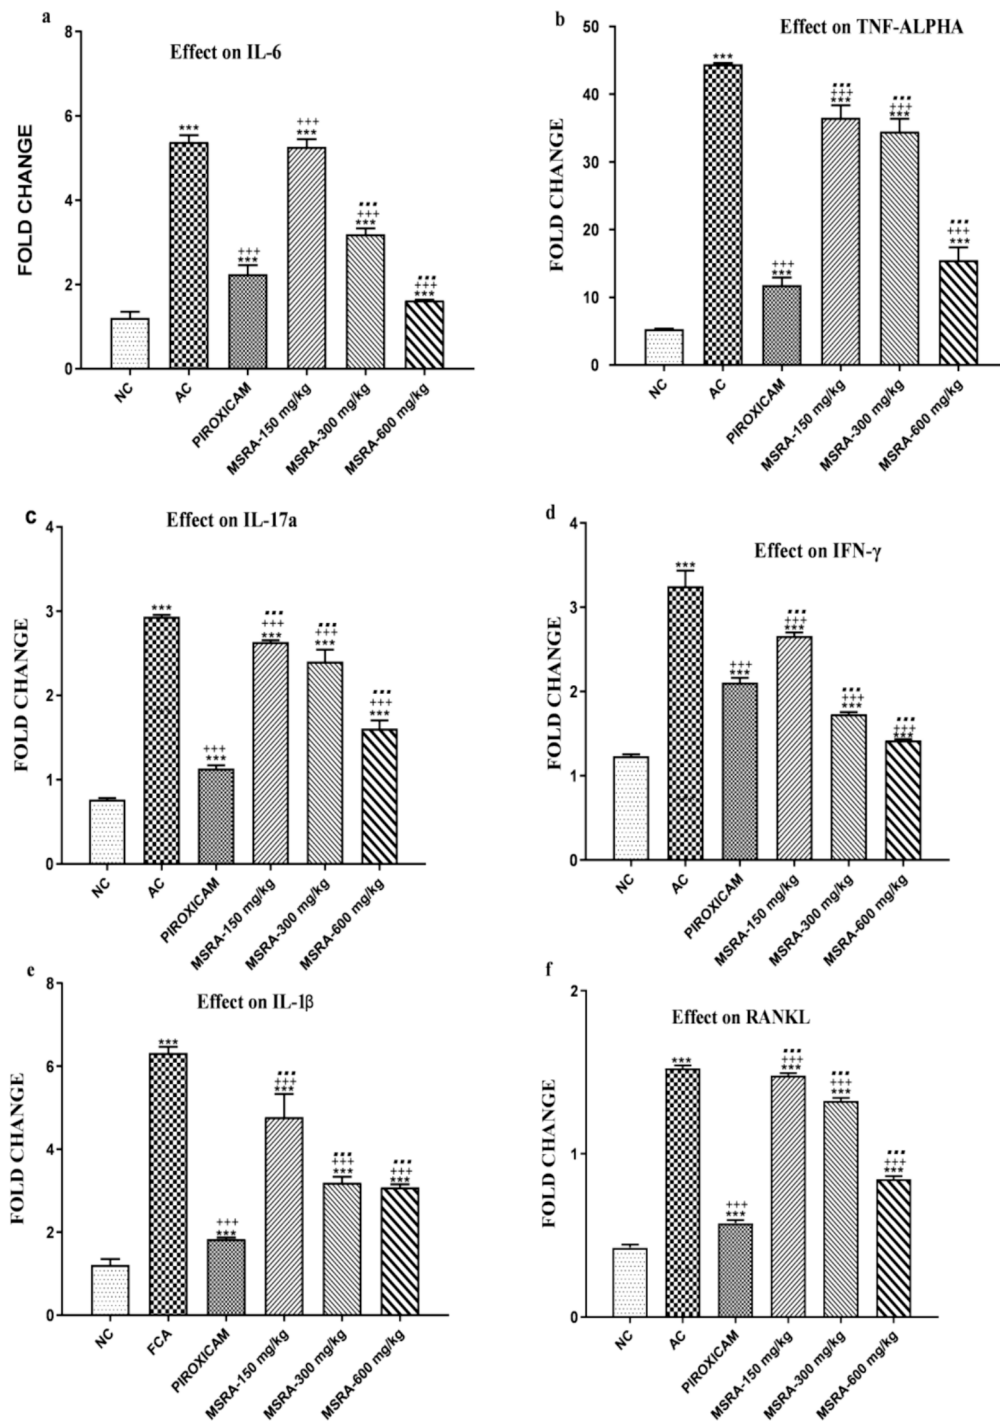 a
Effect on IL-6
FOLD CHANGE
8
6
4
2
0
***
***
+++
***
+++
***
+++
▪▪▪
***
+++
▪▪▪
NC
AC
PIROXICAM
MSRA-150 mg/kg
MSRA-300 mg/kg
MSRA-600 mg/kg
b
Effect on TNF-ALPHA
FOLD CHANGE
50
40
30
20
10
0
***
+++
***
▪▪▪
+++
***
▪▪▪
+++
***
▪▪▪
+++
***
NC
AC
PIROXICAM
MSRA-150 mg/kg
MSRA-300 mg/kg
MSRA-600 mg/kg
c
Effect on IL-17a
FOLD CHANGE
4
3
2
1
0
***
+++
***
▪▪▪
+++
***
▪▪▪
+++
***
▪▪▪
+++
***
NC
AC
PIROXICAM
MSRA-150 mg/kg
MSRA-300 mg/kg
MSRA-600 mg/kg
d
Effect on IFN-γ
FOLD CHANGE
4
3
2
1
0
***
+++
***
▪▪▪
+++
***
▪▪▪
+++
***
▪▪▪
+++
***
NC
AC
PIROXICAM
MSRA-150 mg/kg
MSRA-300 mg/kg
MSRA-600 mg/kg
e
Effect on IL-1β
FOLD CHANGE
8
6
4
2
0
***
+++
***
▪▪▪
+++
***
▪▪▪
+++
***
▪▪▪
+++
***
NC
FCA
PIROXICAM
MSRA-150 mg/kg
MSRA-300 mg/kg
MSRA-600 mg/kg
f
Effect on RANKL
FOLD CHANGE
2
1
0
***
+++
***
▪▪▪
+++
***
▪▪▪
+++
***
▪▪▪
+++
***
NC
AC
PIROXICAM
MSRA-150 mg/kg
MSRA-300 mg/kg
MSRA-600 mg/kg